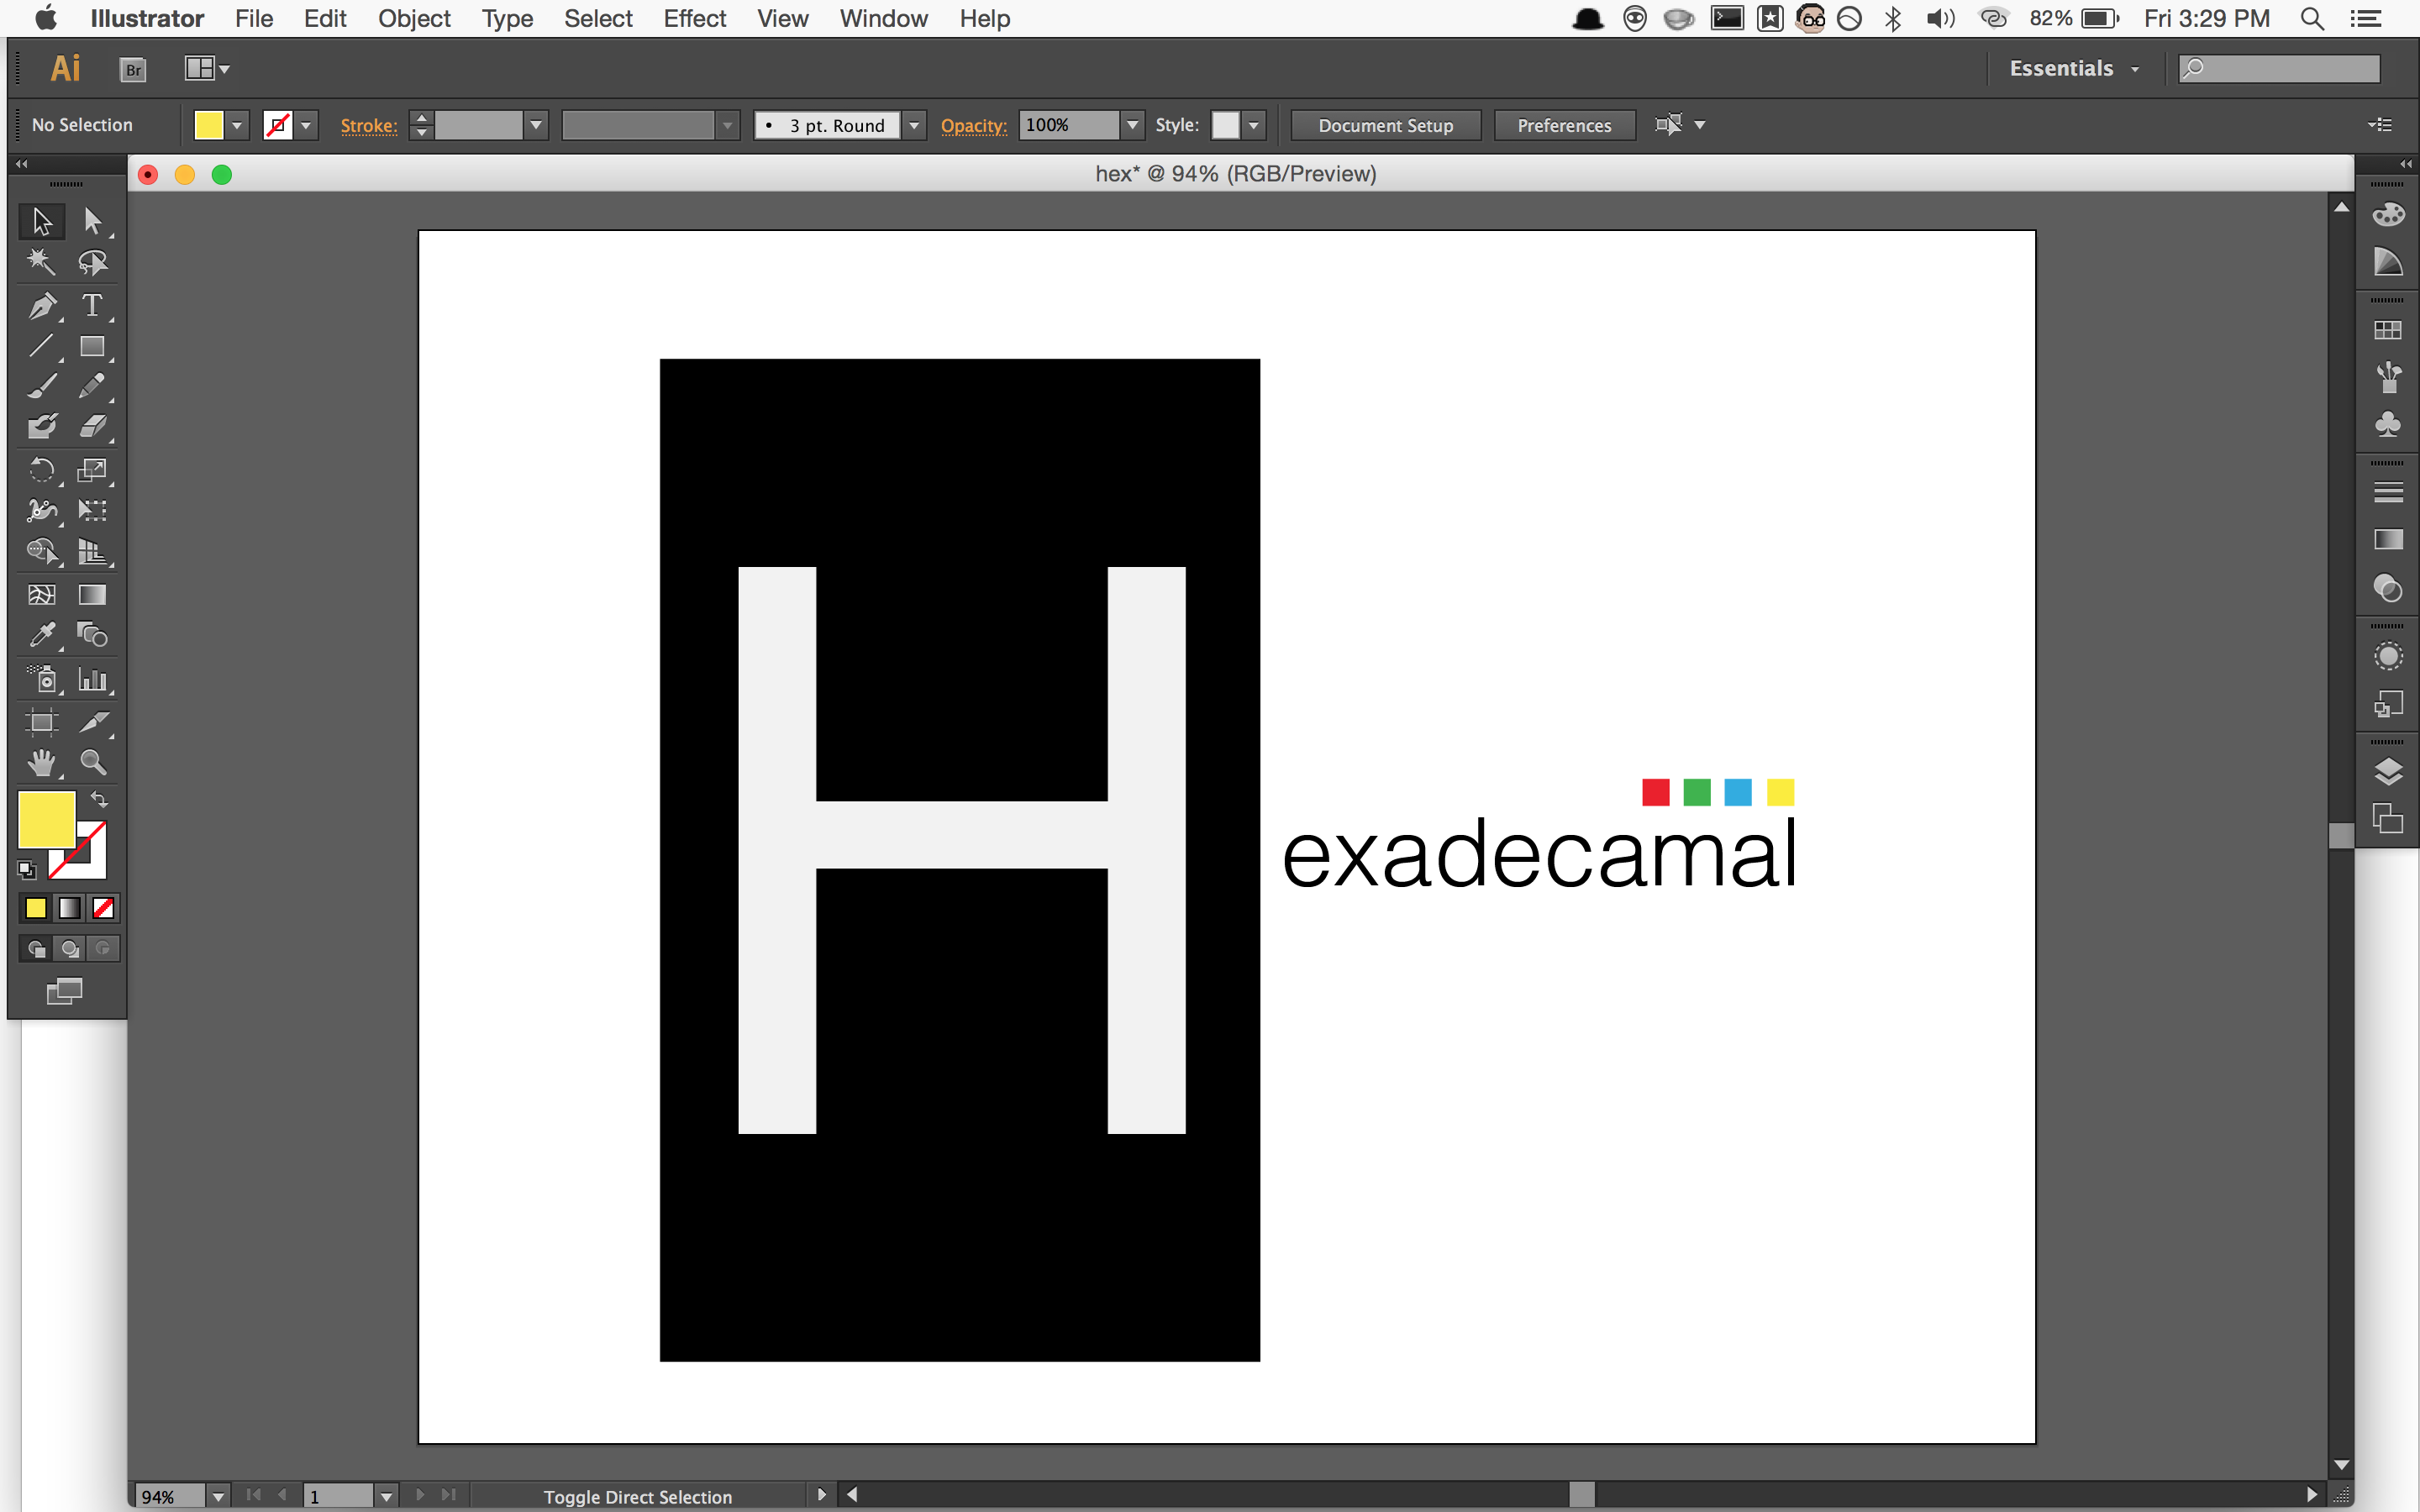 Illustrator File Edit Object Type Select Effect View Window Help 82% Fri 3:29 PM
Ai Br Essentials
No Selection Stroke: 3 pt. Round Opacity: 100% Style: Document Setup Preferences
hex* @ 94% (RGB/Preview)
T
H
exadecamal
94% 1 Toggle Direct Selection